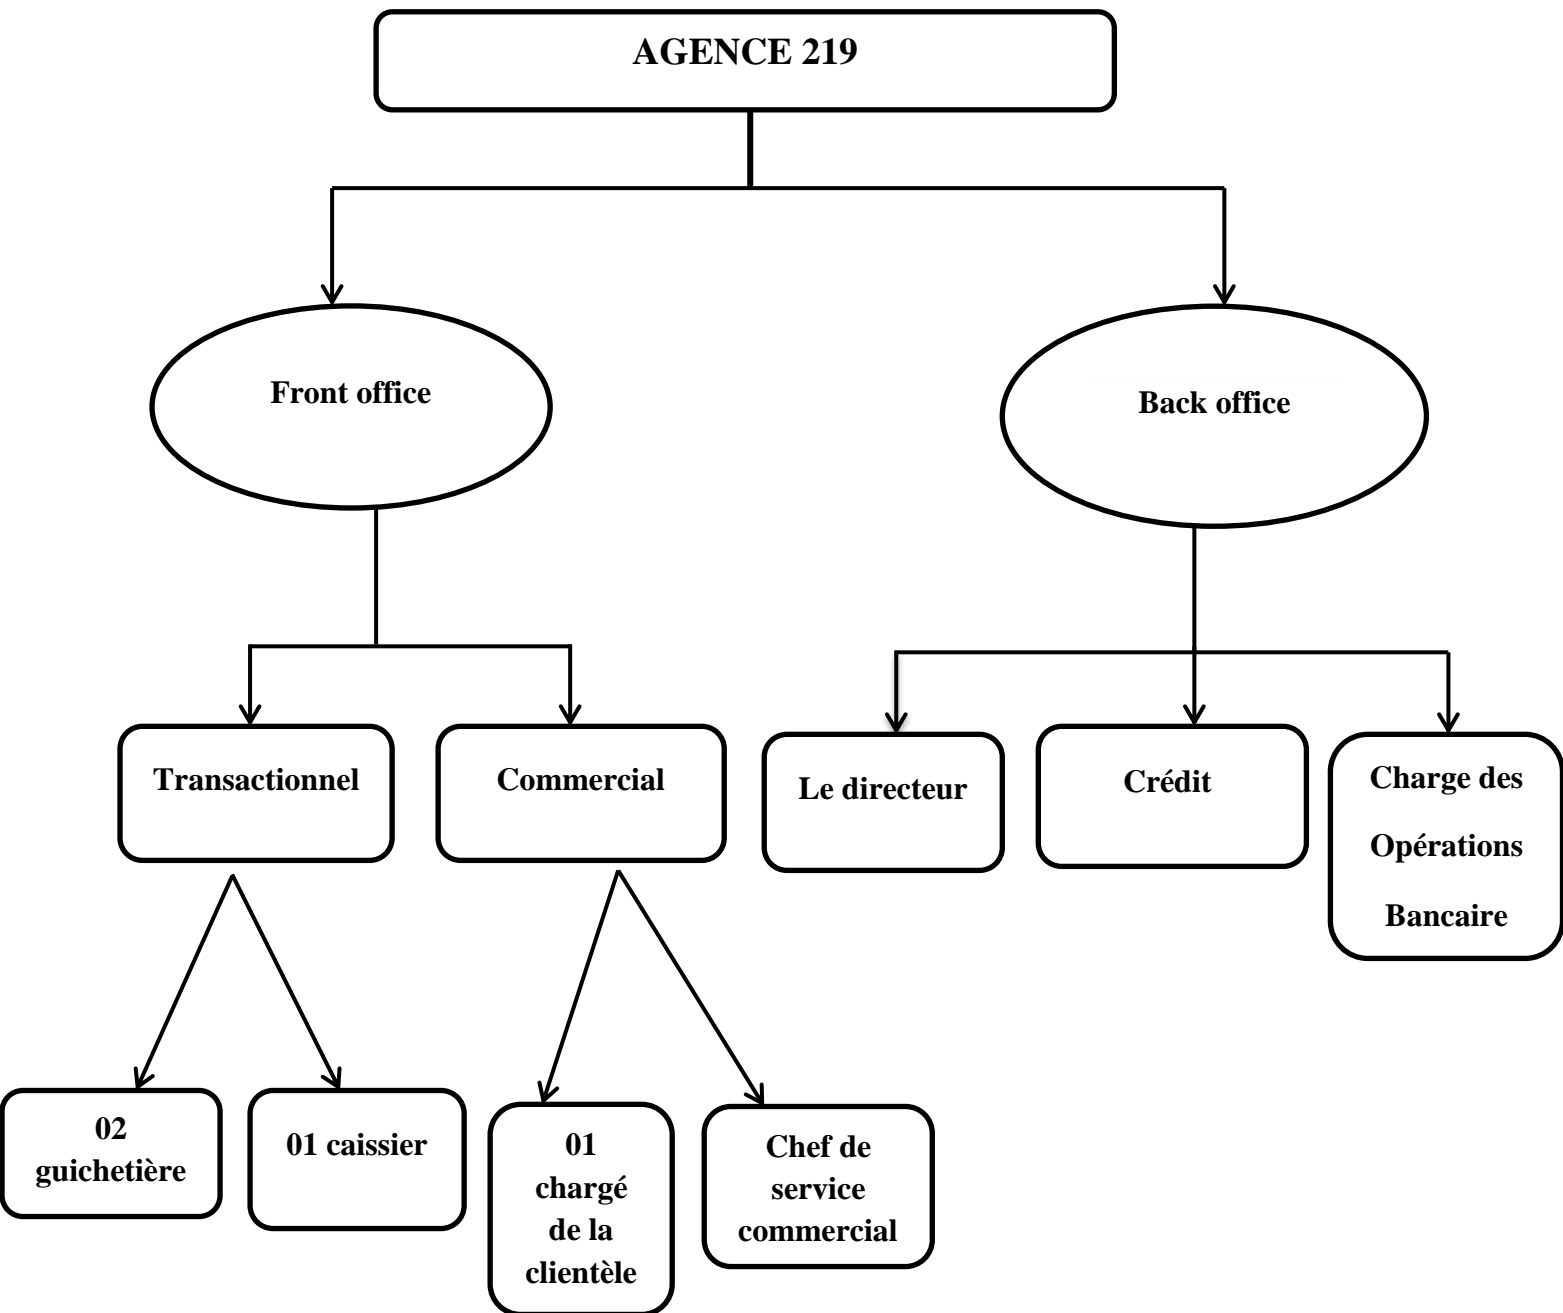 AGENCE 219
Front office
Back office
Transactionnel
Commercial
Le directeur
Crédit
Charge des
Opérations
Bancaire
02
guichetière
01 caissier
01
chargé
de la
clientèle
Chef de
service
commercial